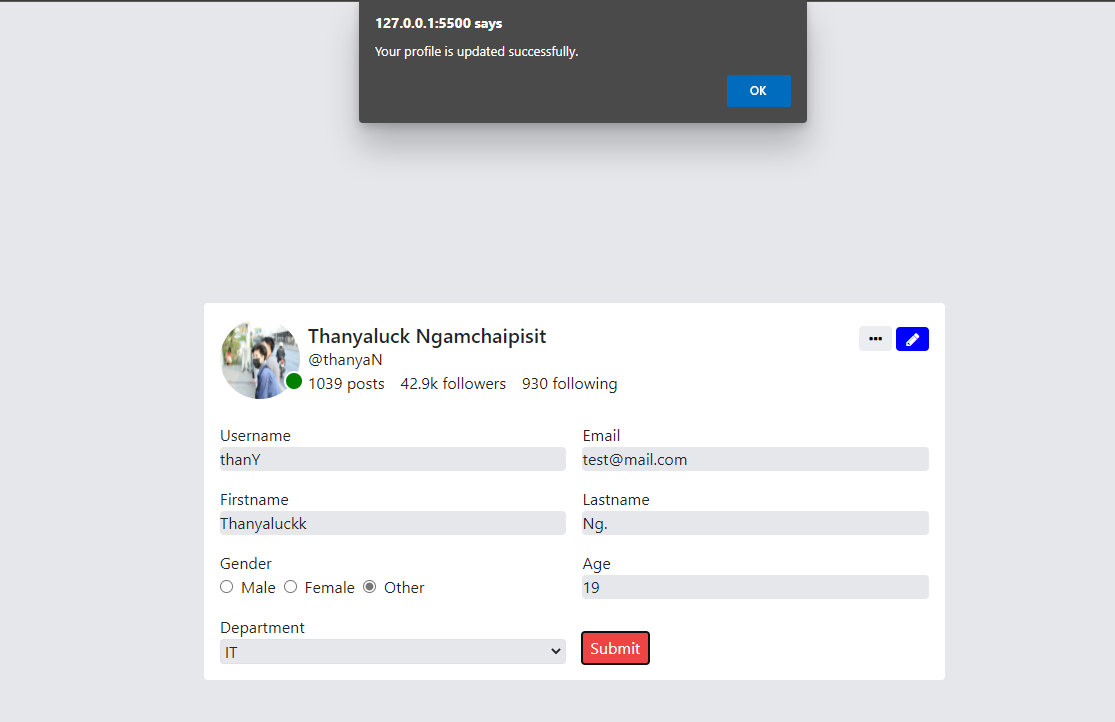 127.0.0.1:5500 says
Your profile is updated successfully.
OK
Thanyaluck Ngamchaipisit
@thanyaN
1039 posts 42.9k followers 930 following
Username Email
thanY test@mail.com
Firstname Lastname
Thanyaluckk Ng.
Gender Age
Male Female Other 19
Department
IT Submit